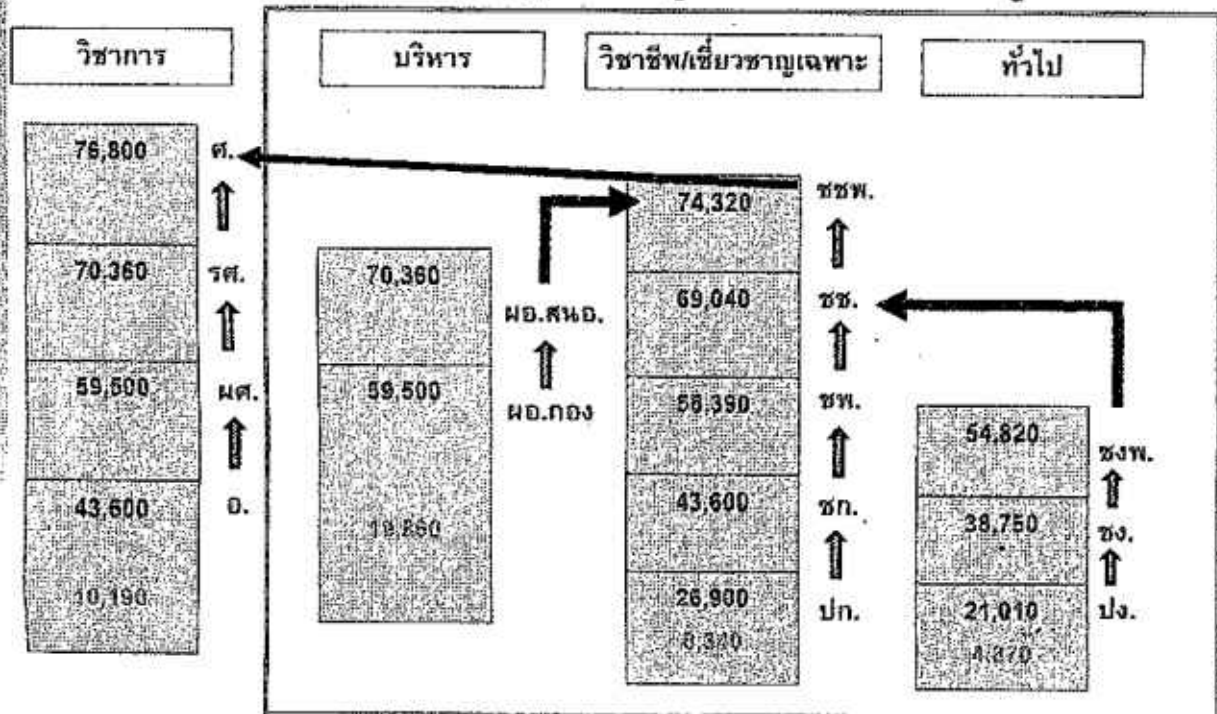 วิชาการ
76,800
ศ.
70,360
รศ.
59,500
ผศ.
43,600
อ.
10,190
บริหาร
70,360
ผอ.สนอ.
59,500
ผอ.กอง
วิชาชีพ/เชี่ยวชาญเฉพาะ
74,320
ชชพ.
69,040
ชช.
ชพ.
43,600
ชก.
26,900
ปก.
ทั่วไป
54,820
ชงพ.
38,750
ชง.
21,010
ปง.